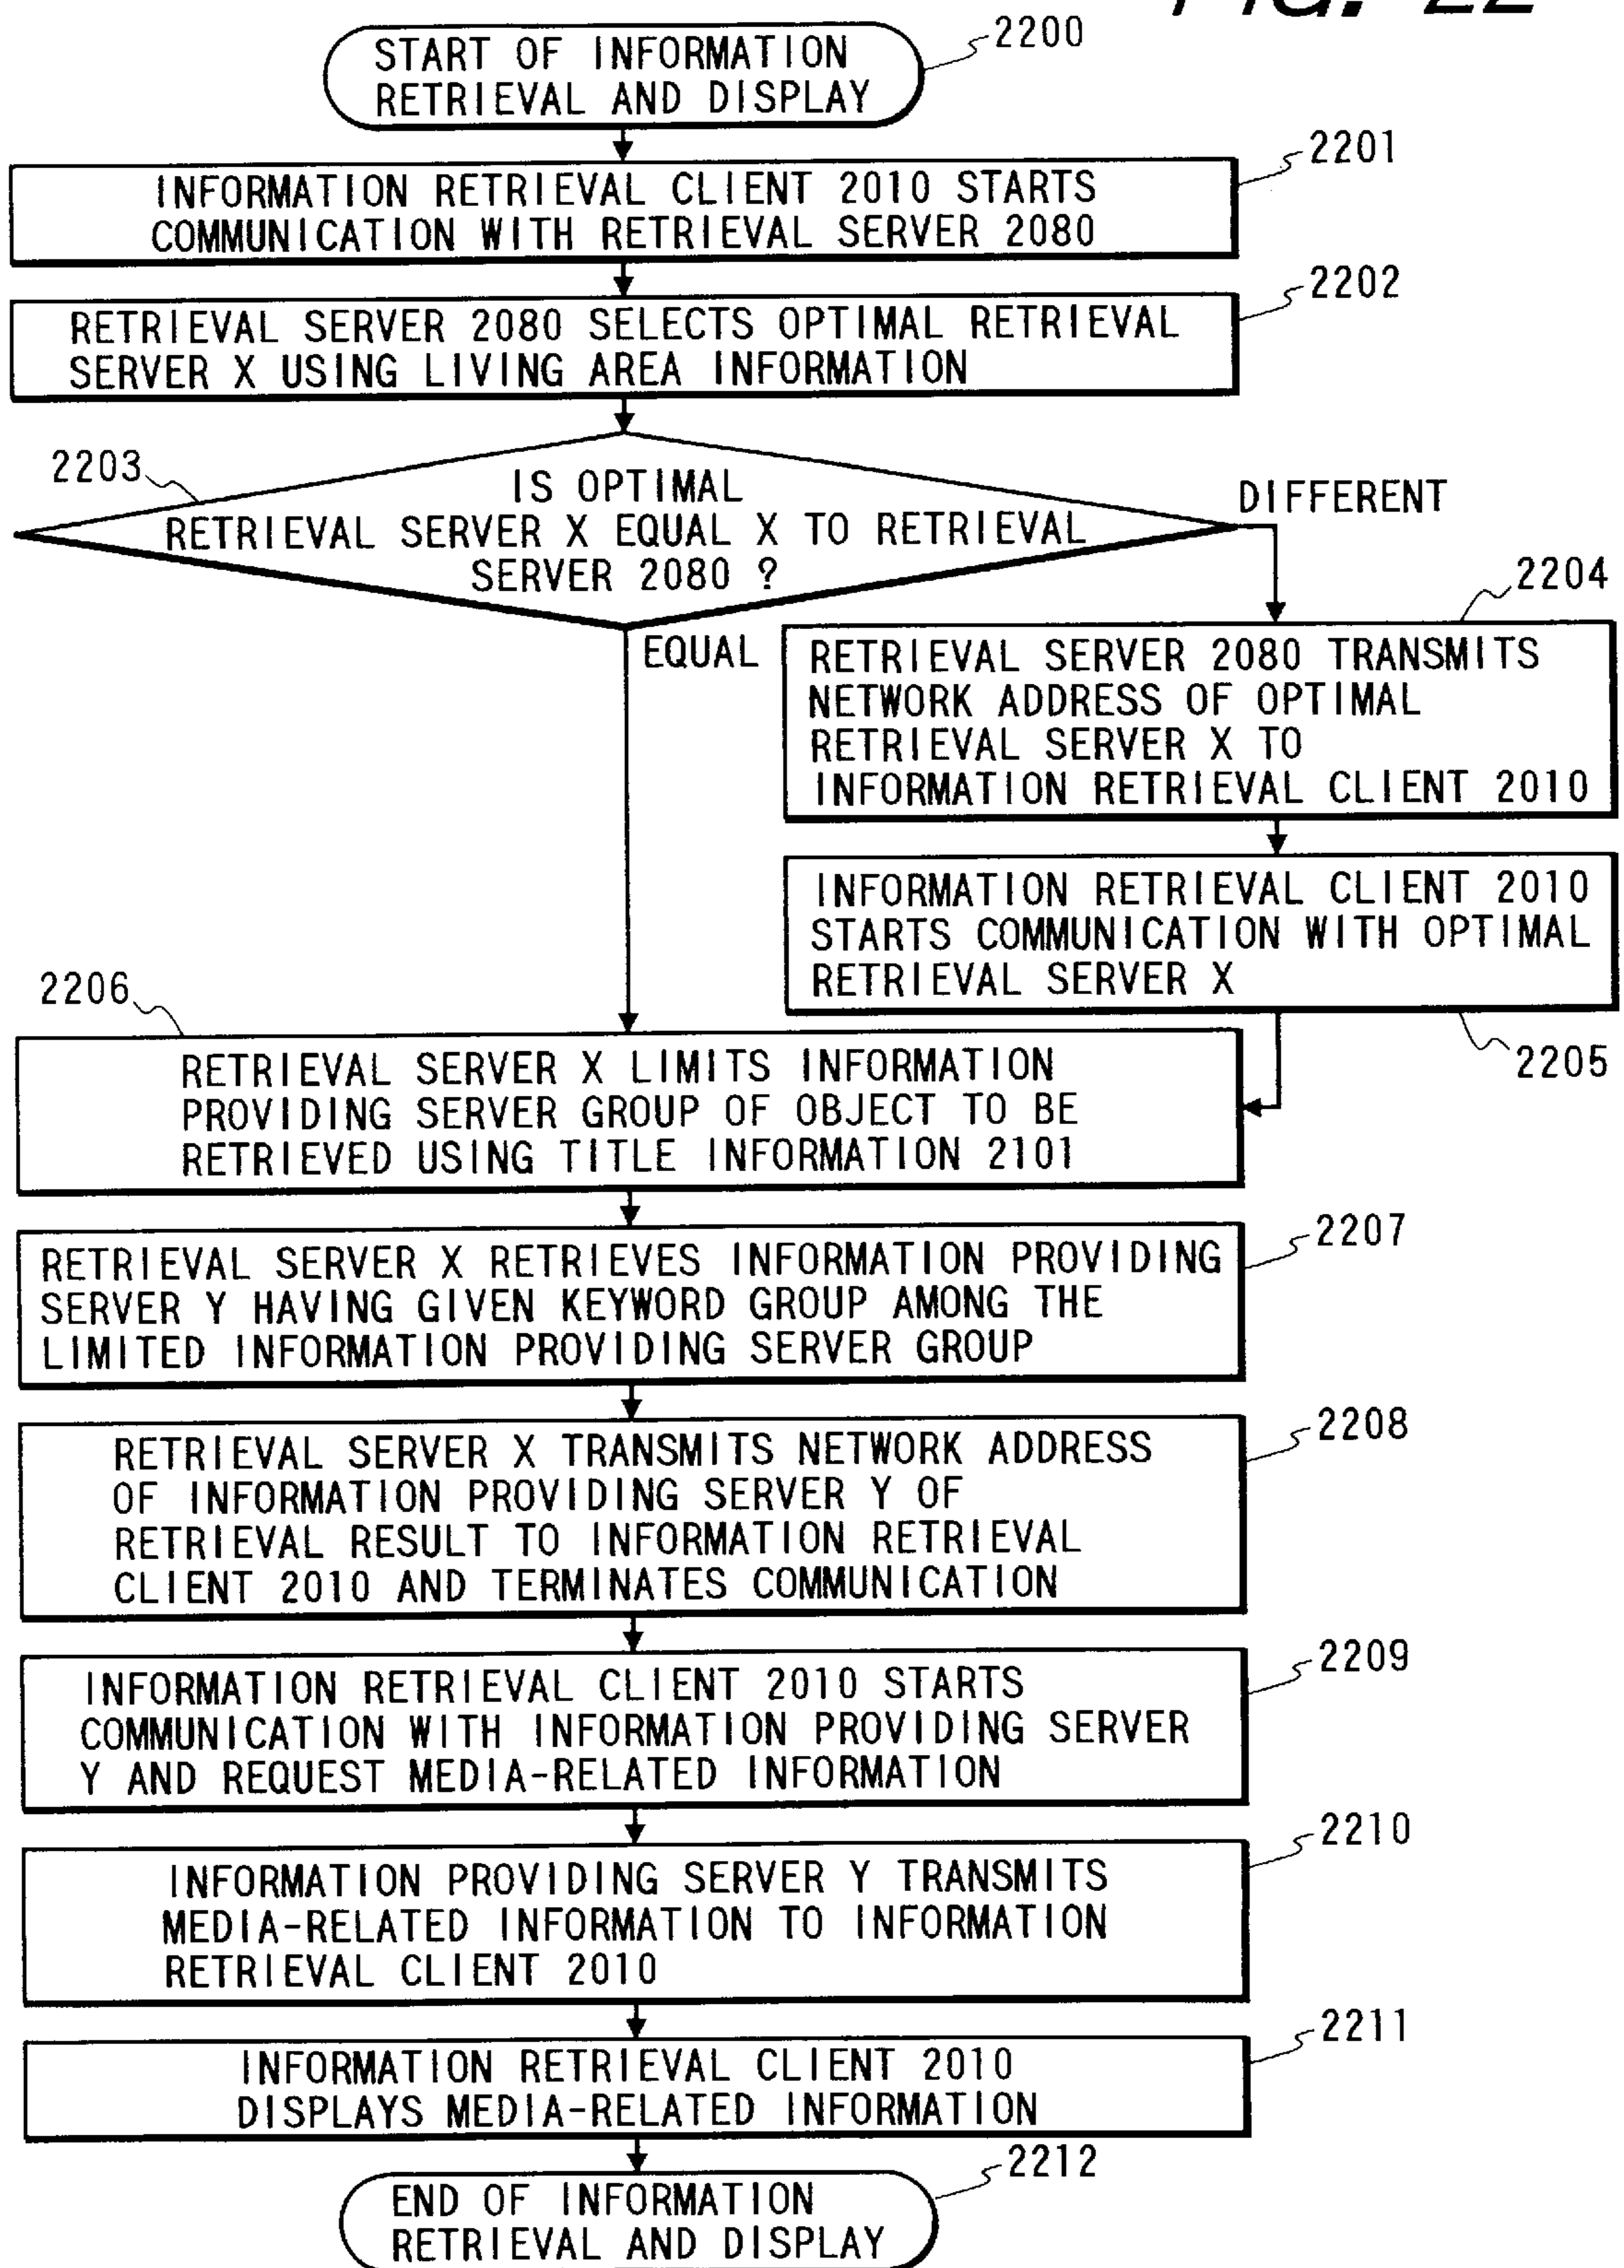 FIG. 22
START OF INFORMATION
RETRIEVAL AND DISPLAY
2200
INFORMATION RETRIEVAL CLIENT 2010 STARTS
COMMUNICATION WITH RETRIEVAL SERVER 2080
2201
RETRIEVAL SERVER 2080 SELECTS OPTIMAL RETRIEVAL
SERVER X USING LIVING AREA INFORMATION
2202
2203
IS OPTIMAL
RETRIEVAL SERVER X EQUAL X TO RETRIEVAL
SERVER 2080 ?
DIFFERENT
EQUAL
2204
RETRIEVAL SERVER 2080 TRANSMITS
NETWORK ADDRESS OF OPTIMAL
RETRIEVAL SERVER X TO
INFORMATION RETRIEVAL CLIENT 2010
INFORMATION RETRIEVAL CLIENT 2010
STARTS COMMUNICATION WITH OPTIMAL
RETRIEVAL SERVER X
2205
2206
RETRIEVAL SERVER X LIMITS INFORMATION
PROVIDING SERVER GROUP OF OBJECT TO BE
RETRIEVED USING TITLE INFORMATION 2101
2207
RETRIEVAL SERVER X RETRIEVES INFORMATION PROVIDING
SERVER Y HAVING GIVEN KEYWORD GROUP AMONG THE
LIMITED INFORMATION PROVIDING SERVER GROUP
2208
RETRIEVAL SERVER X TRANSMITS NETWORK ADDRESS
OF INFORMATION PROVIDING SERVER Y OF
RETRIEVAL RESULT TO INFORMATION RETRIEVAL
CLIENT 2010 AND TERMINATES COMMUNICATION
2209
INFORMATION RETRIEVAL CLIENT 2010 STARTS
COMMUNICATION WITH INFORMATION PROVIDING SERVER
Y AND REQUEST MEDIA-RELATED INFORMATION
2210
INFORMATION PROVIDING SERVER Y TRANSMITS
MEDIA-RELATED INFORMATION TO INFORMATION
RETRIEVAL CLIENT 2010
2211
INFORMATION RETRIEVAL CLIENT 2010
DISPLAYS MEDIA-RELATED INFORMATION
2212
END OF INFORMATION
RETRIEVAL AND DISPLAY